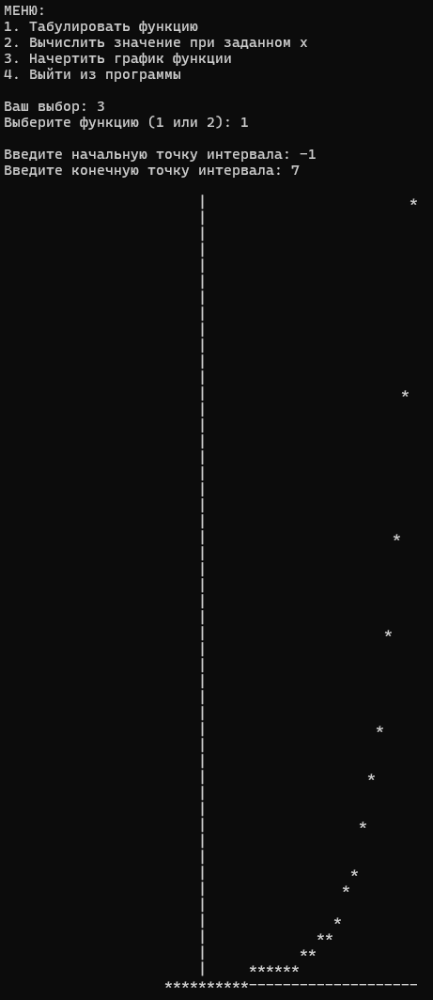 МЕНЮ:
1. Табулировать функцию
2. Вычислить значение при заданном x
3. Начертить график функции
4. Выйти из программы
Ваш выбор: 3
Выберите функцию (1 или 2): 1
Введите начальную точку интервала: -1
Введите конечную точку интервала: 7